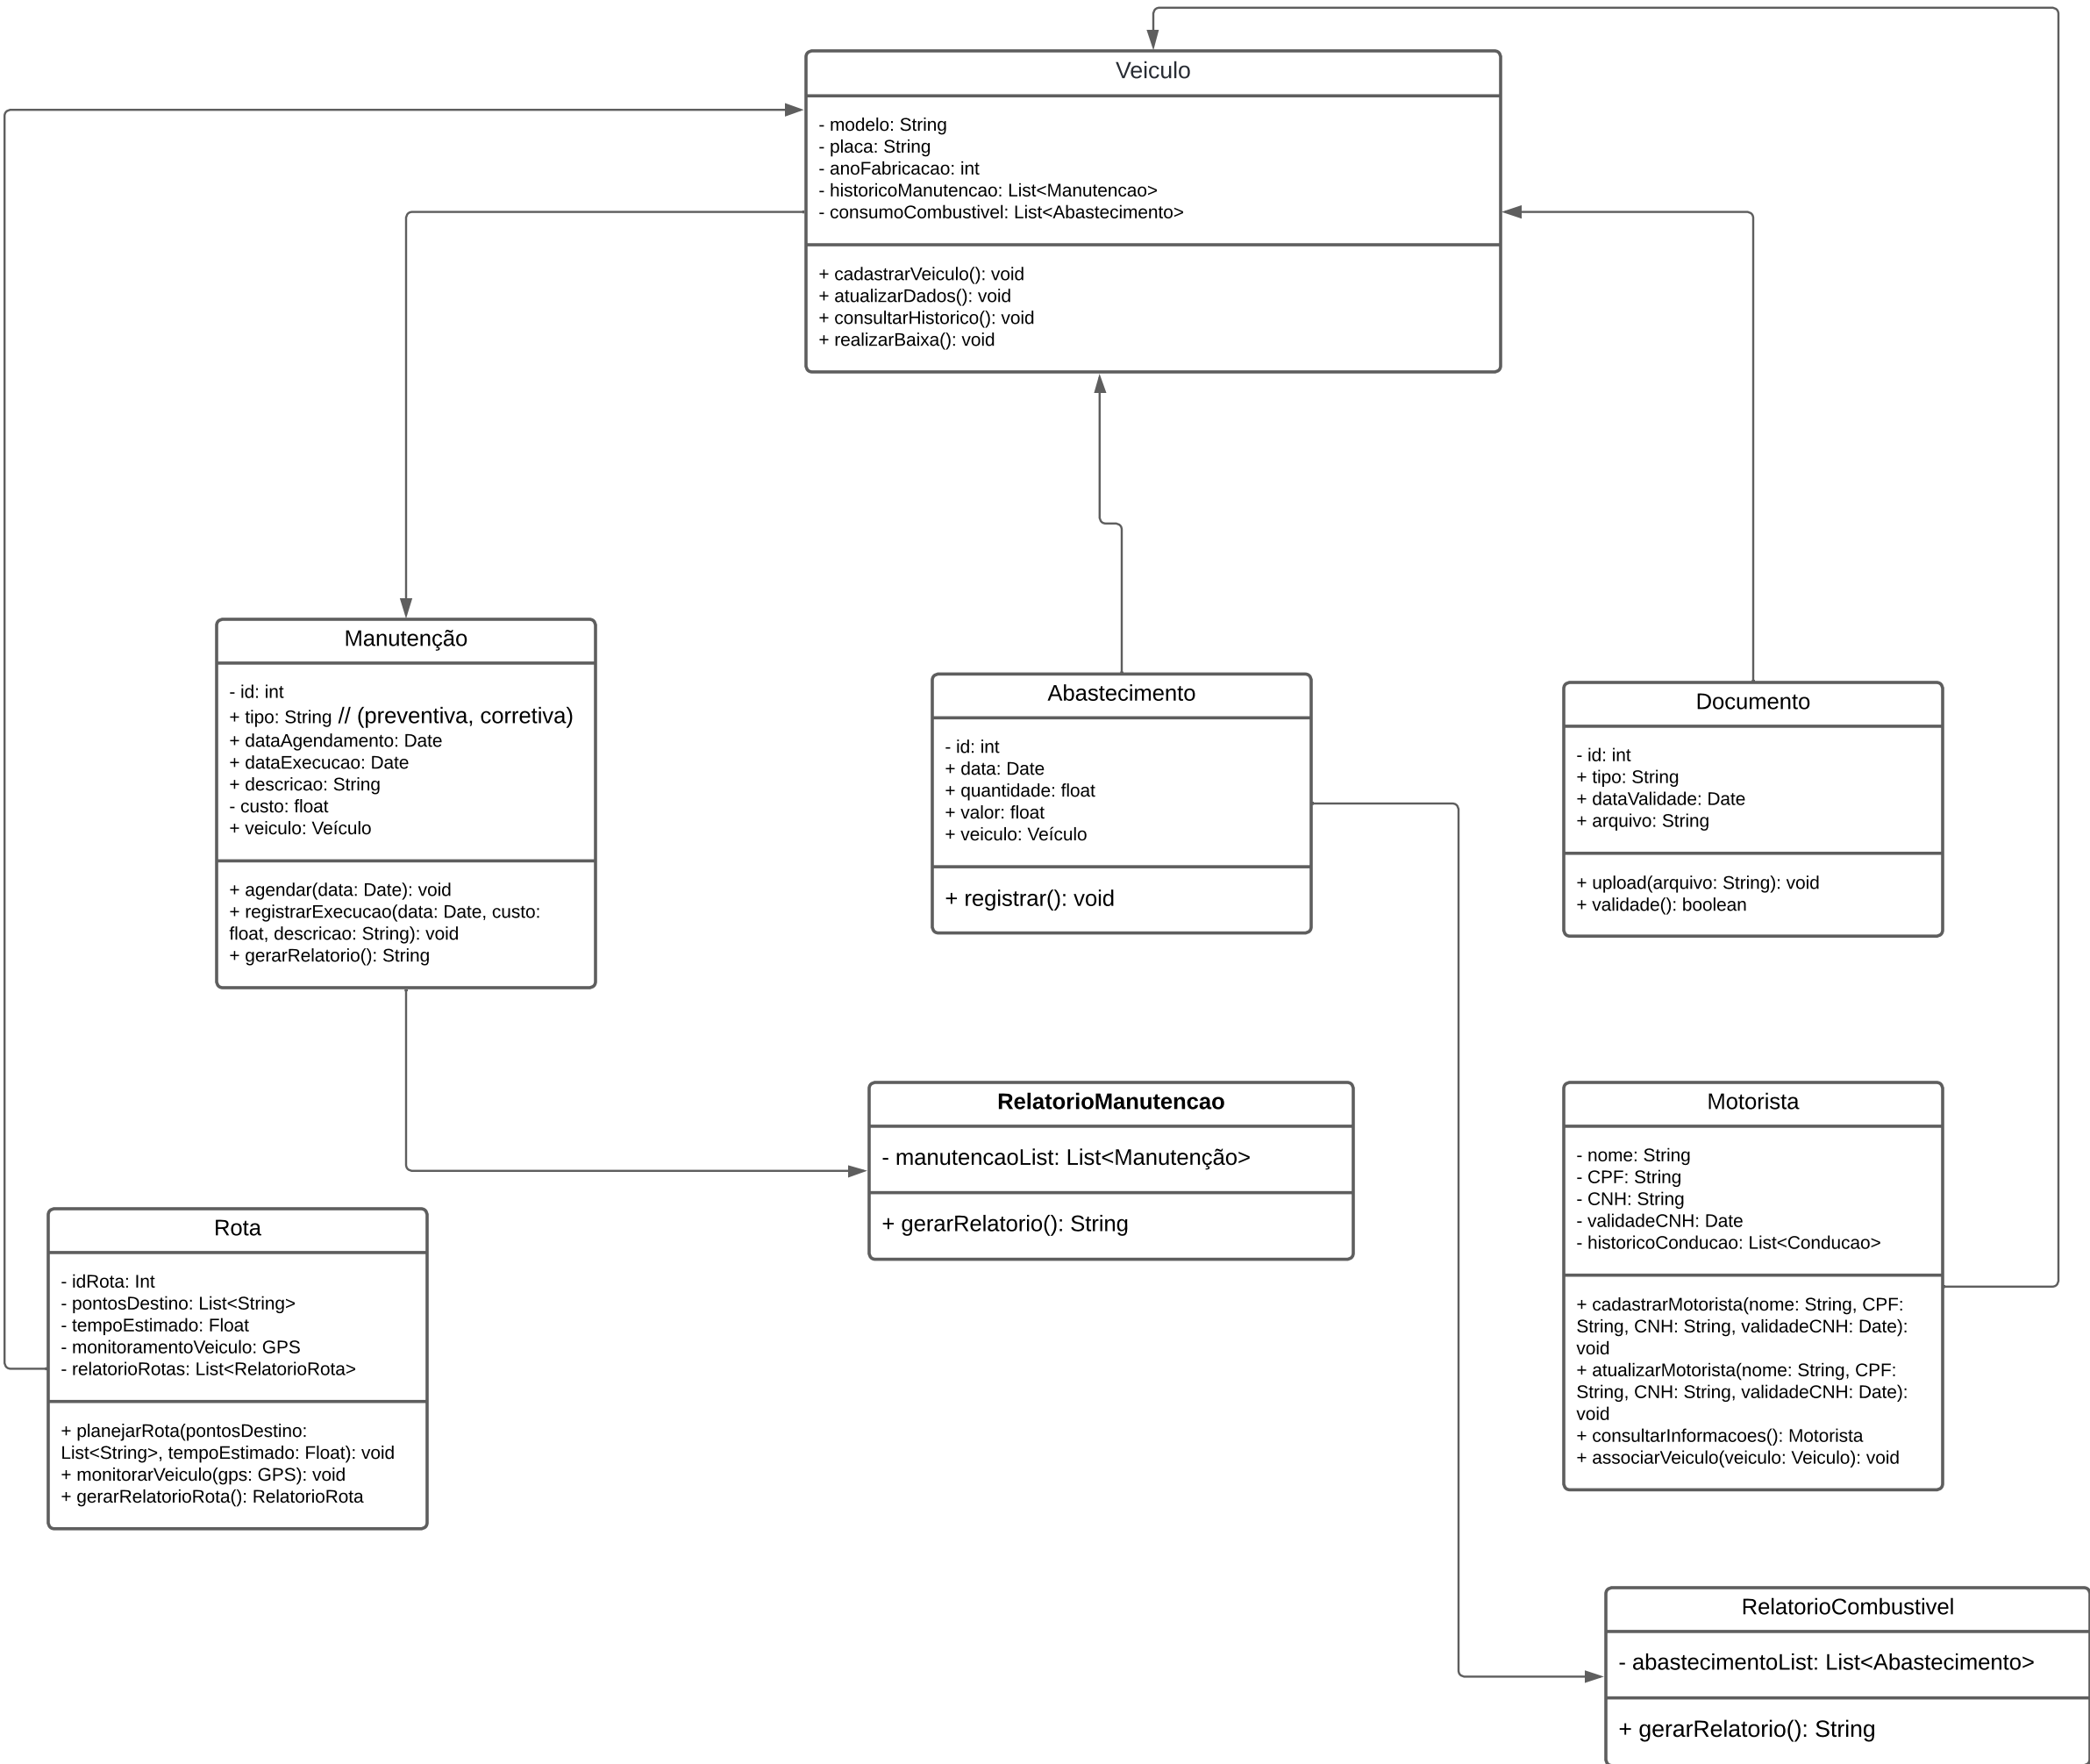 Veiculo
- modelo: String
- placa: String
- anoFabricacao: int
- historicoManutencao: List<Manutencao>
- consumoCombustivel: List<Abastecimento>
+ cadastrarVeiculo(): void
+ atualizarDados(): void
+ consultarHistorico(): void
+ realizarBaixa(): void
Manutenção
- id: int
+ tipo: String // (preventiva, corretiva)
+ dataAgendamento: Date
+ dataExecucao: Date
+ descricao: String
- custo: float
+ veiculo: Veículo
+ agendar(data: Date): void
+ registrarExecucao(data: Date, custo:
float, descricao: String): void
+ gerarRelatorio(): String
Abastecimento
- id: int
+ data: Date
+ quantidade: float
+ valor: float
+ veiculo: Veículo
+ registrar(): void
Documento
- id: int
+ tipo: String
+ dataValidade: Date
+ arquivo: String
+ upload(arquivo: String): void
+ validade(): boolean
RelatorioManutencao
- manutencaoList: List<Manutenção>
+ gerarRelatorio(): String
Motorista
- nome: String
- CPF: String
- CNH: String
- validadeCNH: Date
- historicoConducao: List<Conducao>
+ cadastrarMotorista(nome: String, CPF:
String, CNH: String, validadeCNH: Date):
void
+ atualizarMotorista(nome: String, CPF:
String, CNH: String, validadeCNH: Date):
void
+ consultarInformacoes(): Motorista
+ associarVeiculo(veiculo: Veiculo): void
Rota
- idRota: Int
- pontosDestino: List<String>
- tempoEstimado: Float
- monitoramentoVeiculo: GPS
- relatorioRotas: List<RelatorioRota>
+ planejarRota(pontosDestino:
List<String>, tempoEstimado: Float): void
+ monitorarVeiculo(gps: GPS): void
+ gerarRelatorioRota(): RelatorioRota
RelatorioCombustivel
- abastecimentoList: List<Abastecimento>
+ gerarRelatorio(): String